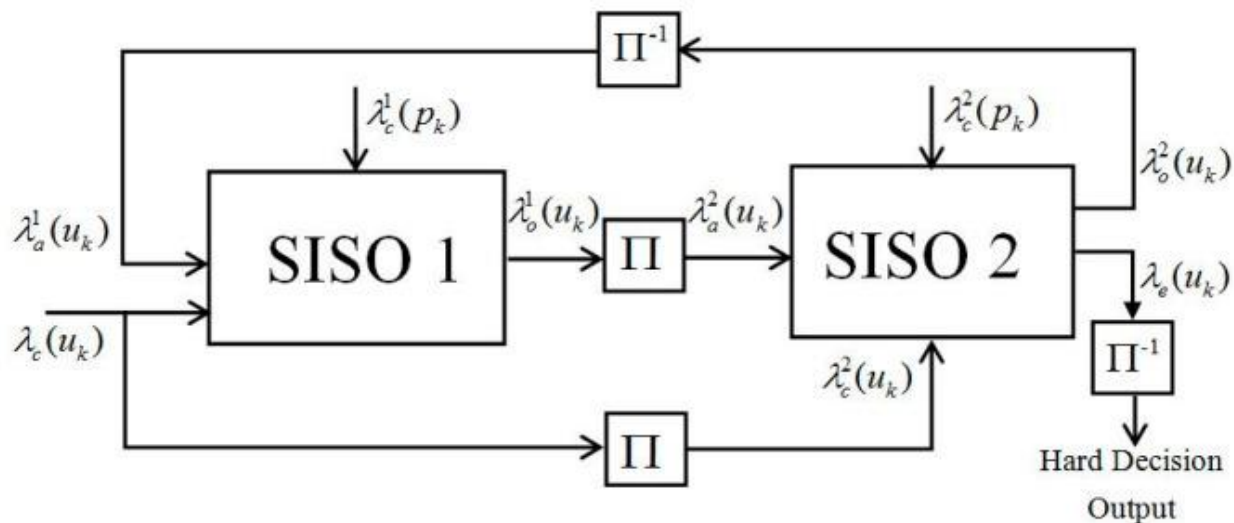 Π⁻¹
λ_c^1(p_k)
λ_c^2(p_k)
λ_o^2(u_k)
λ_a^1(u_k)
SISO 1
λ_o^1(u_k)
Π
λ_a^2(u_k)
SISO 2
λ_e(u_k)
λ_c(u_k)
λ_c^2(u_k)
Π⁻¹
Π
Hard Decision
Output